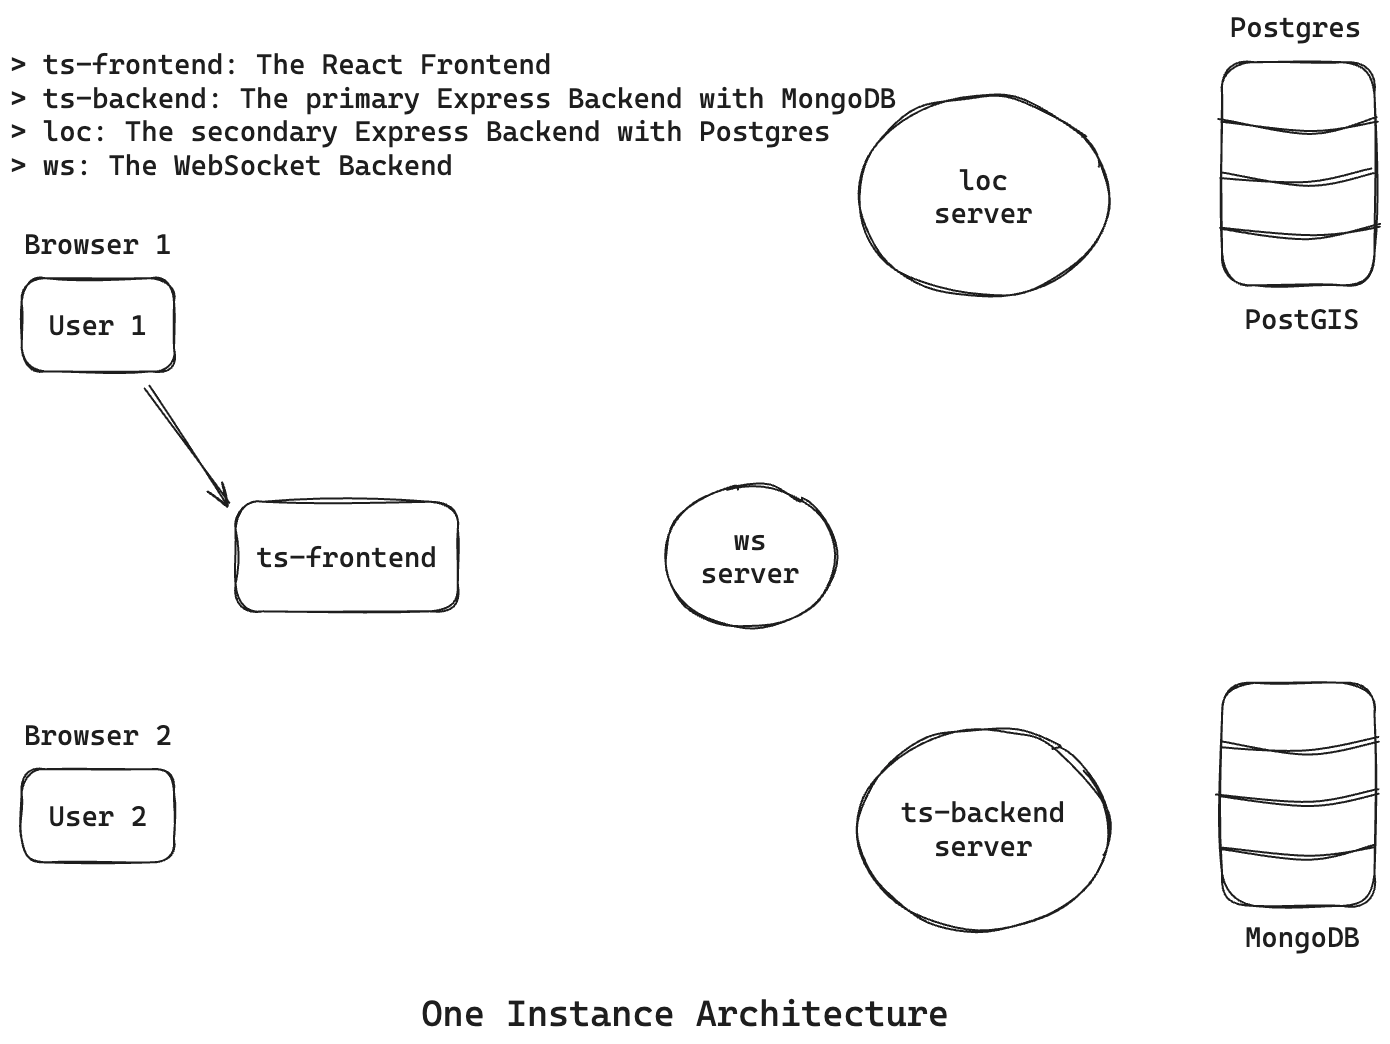 Postgres
> ts-frontend: The React Frontend
> ts-backend: The primary Express Backend with MongoDB
> loc: The secondary Express Backend with Postgres
> ws: The WebSocket Backend
loc
server
Browser 1
User 1
PostGIS
ts-frontend
ws
server
Browser 2
User 2
ts-backend
server
MongoDB
One Instance Architecture